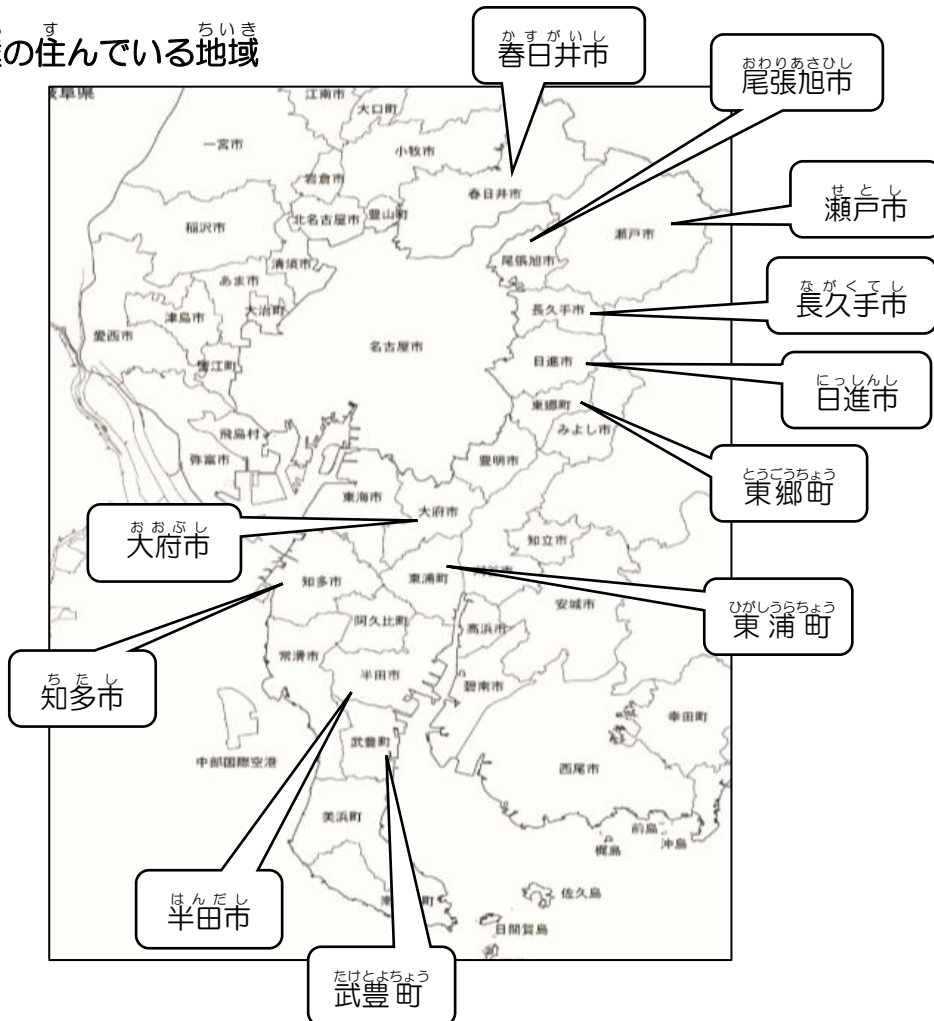 の住んでいる地域
すちいき
春日井市
かすがいし
尾張旭市
おわりあさひし
瀬戸市
せとし
長久手市
ながくてし
日進市
にっしんし
東郷町
とうごうちょう
大府市
おおぶし
東浦町
ひがしうらちょう
知多市
ちたし
半田市
はんだし
武豊町
たけとよちょう
阜県
江南市
大口町
一宮市
小牧市
岩倉市
春日井市
稲沢市
北名古屋市
豊山町
瀬戸市
清須市
尾張旭市
あま市
大治町
津島市
長久手市
愛西市
名古屋市
日進市
蟹江町
東郷町
みよし市
飛島村
弥富市
豊明市
東海市
大府市
知立市
知多市
東浦町
安城市
阿久比町
高浜市
常滑市
半田市
碧南市
幸田町
武豊町
中部国際空港
西尾市
美浜町
前島
梶島
沖島
佐久島
日間賀島